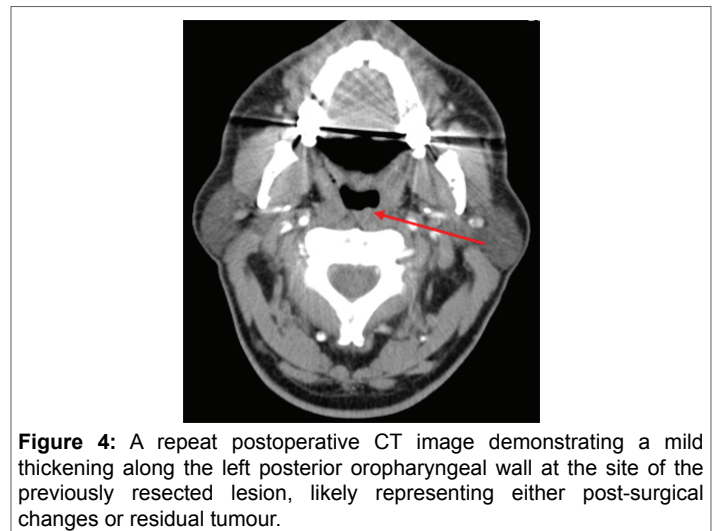 Figure 4: A repeat postoperative CT image demonstrating a mild
thickening along the left posterior oropharyngeal wall at the site of the
previously resected lesion, likely representing either post-surgical
changes or residual tumour.